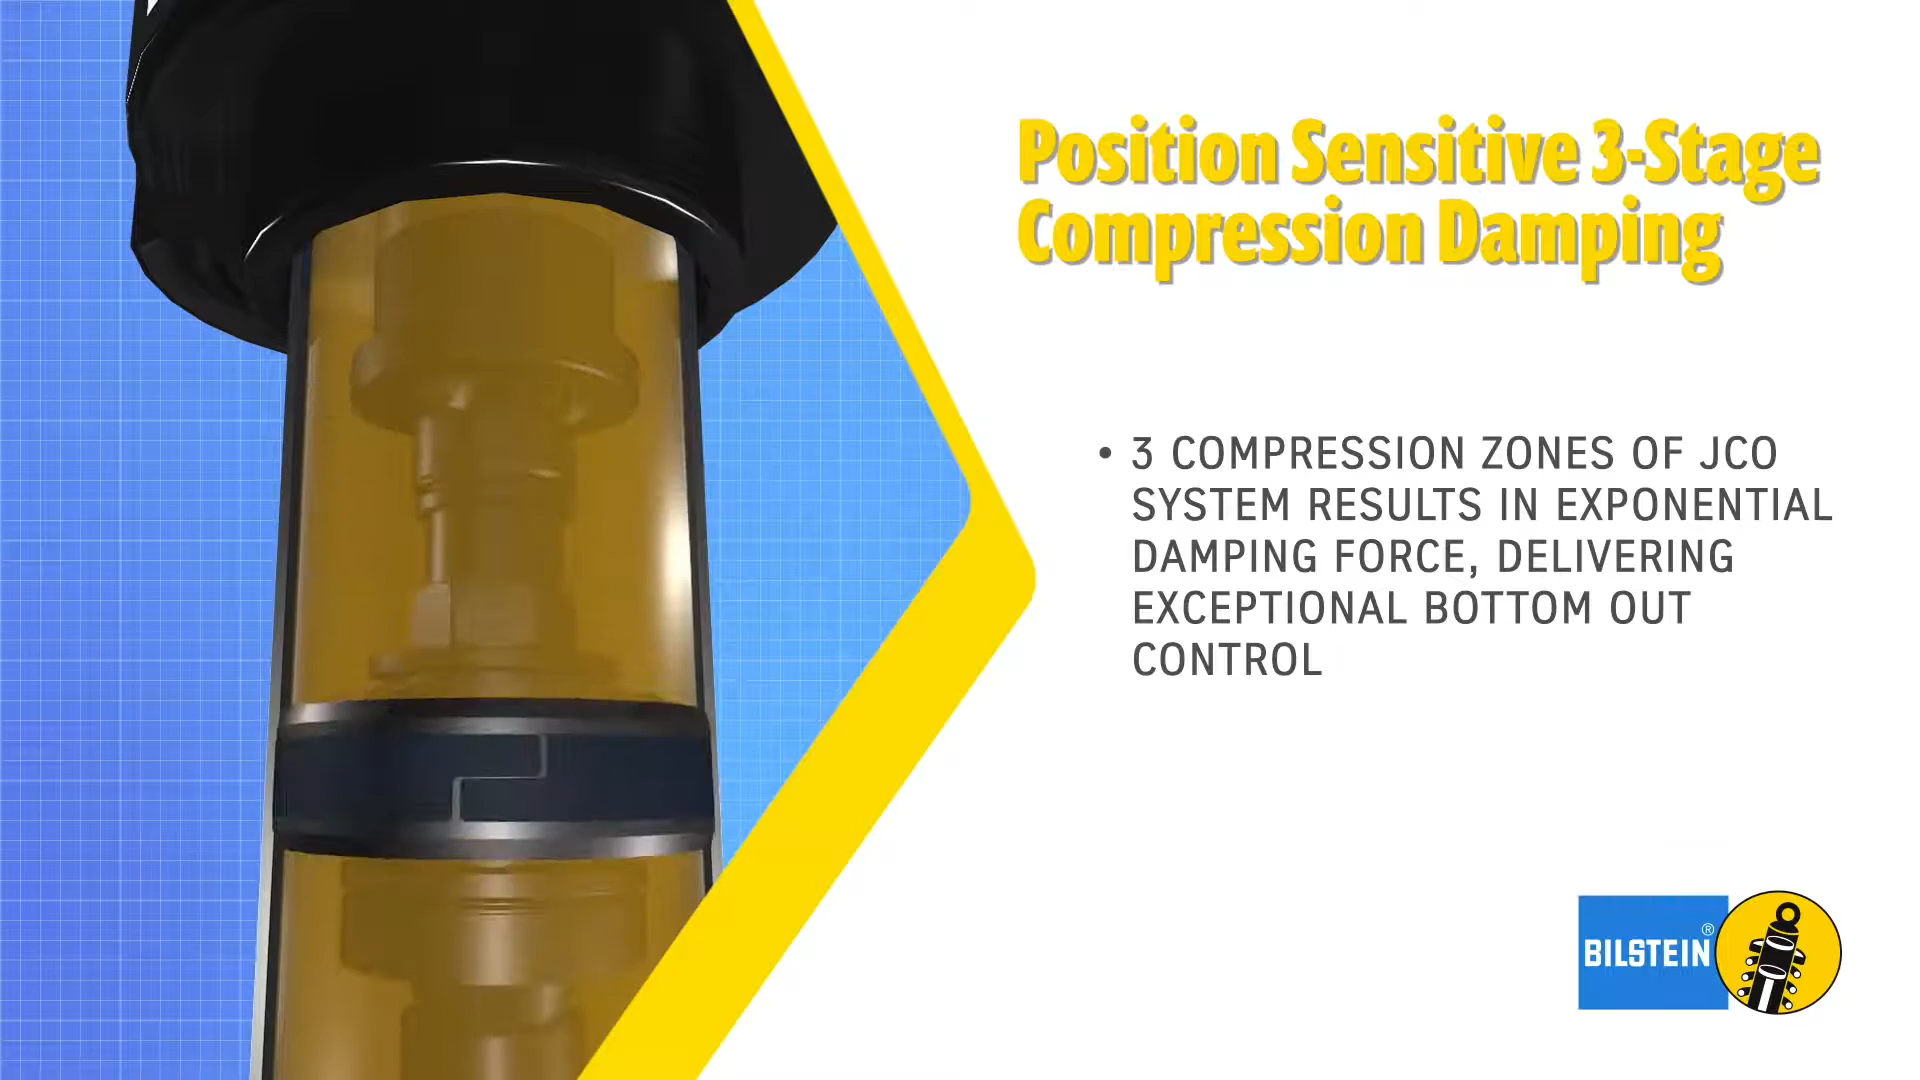 Position Sensitive 3-Stage
Compression Damping
• 3 COMPRESSION ZONES OF JCO
SYSTEM RESULTS IN EXPONENTIAL
DAMPING FORCE, DELIVERING
EXCEPTIONAL BOTTOM OUT
CONTROL
BILSTEIN®